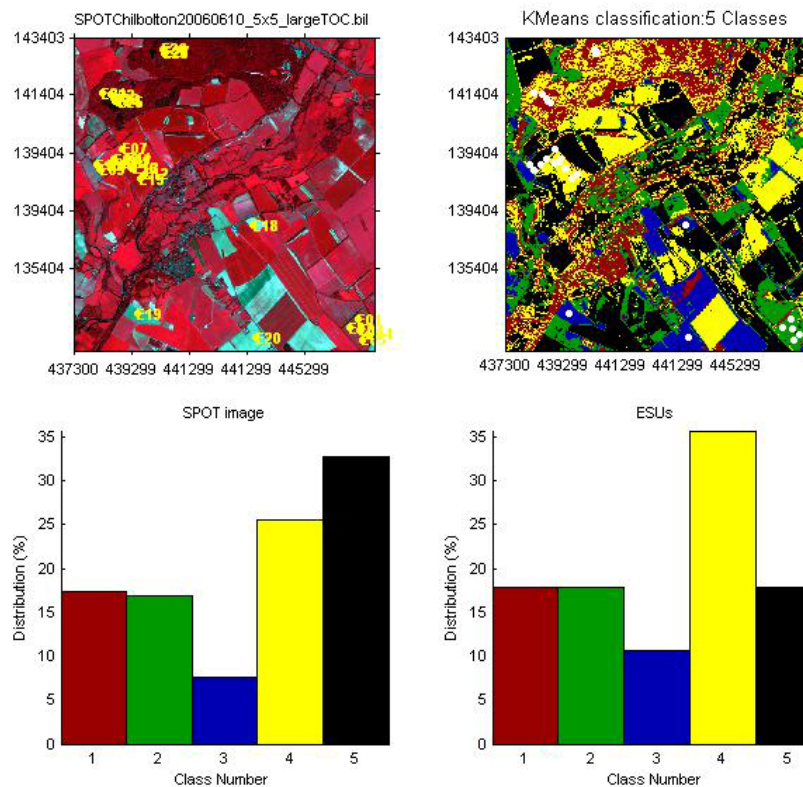 SPOTChilbolton20060610_5x5_largeTOC.bil
KMeans classification:5 Classes
143403
141404
139404
139404
135404
437300 439299 441299 441299 445299
E07
E18
E19
E20
143403
141404
139404
139404
135404
437300 439299 441299 441299 445299
SPOT image
Distribution (%)
35
30
25
20
15
10
5
0
1 2 3 4 5
Class Number
ESUs
Distribution (%)
35
30
25
20
15
10
5
0
1 2 3 4 5
Class Number